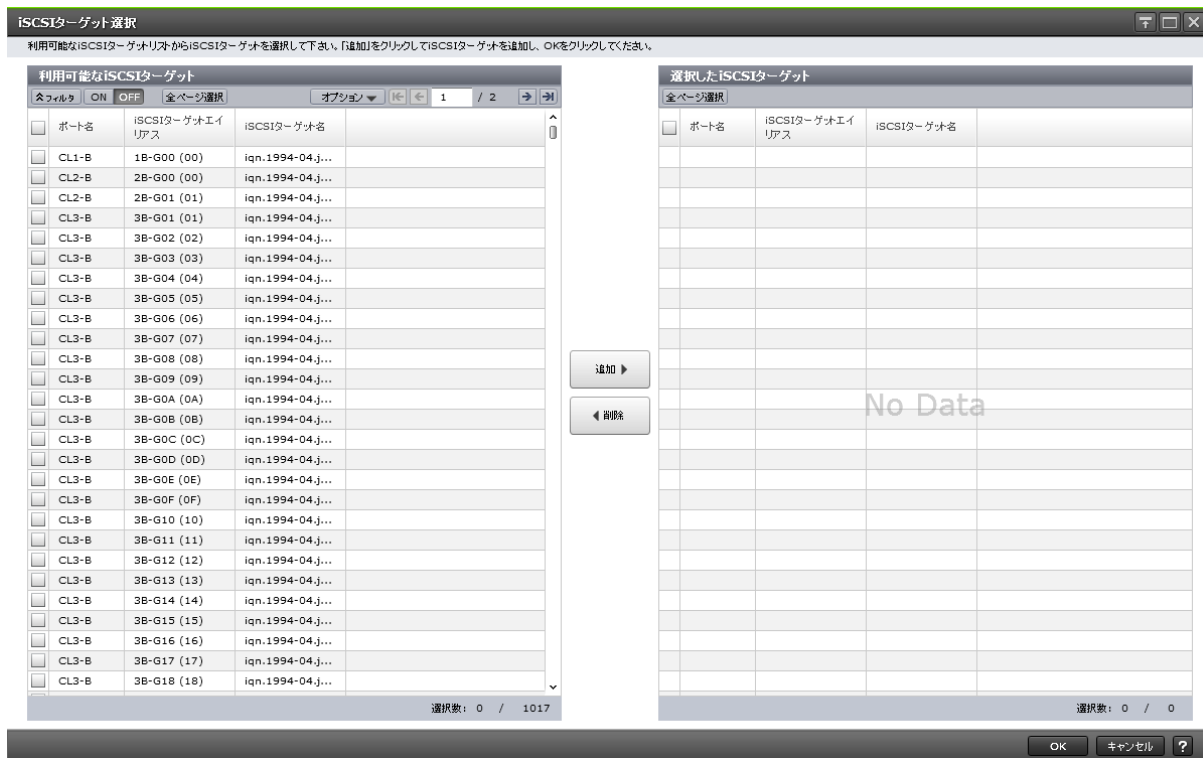 iSCSIターゲット選択
利用可能なiSCSIターゲットリストからiSCSIターゲットを選択して下さい。「追加」をクリックしてiSCSIターゲットを追加し、OKをクリックしてください。
利用可能なiSCSIターゲット
フィルタ ON OFF 全ページ選択 オプション 1 / 2
ポート名 iSCSIターゲットエイリアス iSCSIターゲット名
CL1-B 1B-G00 (00) iqn.1994-04.j...
CL2-B 2B-G00 (00) iqn.1994-04.j...
CL2-B 2B-G01 (01) iqn.1994-04.j...
CL3-B 3B-G01 (01) iqn.1994-04.j...
CL3-B 3B-G02 (02) iqn.1994-04.j...
CL3-B 3B-G03 (03) iqn.1994-04.j...
CL3-B 3B-G04 (04) iqn.1994-04.j...
CL3-B 3B-G05 (05) iqn.1994-04.j...
CL3-B 3B-G06 (06) iqn.1994-04.j...
CL3-B 3B-G07 (07) iqn.1994-04.j...
CL3-B 3B-G08 (08) iqn.1994-04.j...
CL3-B 3B-G09 (09) iqn.1994-04.j...
CL3-B 3B-G0A (0A) iqn.1994-04.j...
CL3-B 3B-G0B (0B) iqn.1994-04.j...
CL3-B 3B-G0C (0C) iqn.1994-04.j...
CL3-B 3B-G0D (0D) iqn.1994-04.j...
CL3-B 3B-G0E (0E) iqn.1994-04.j...
CL3-B 3B-G0F (0F) iqn.1994-04.j...
CL3-B 3B-G10 (10) iqn.1994-04.j...
CL3-B 3B-G11 (11) iqn.1994-04.j...
CL3-B 3B-G12 (12) iqn.1994-04.j...
CL3-B 3B-G13 (13) iqn.1994-04.j...
CL3-B 3B-G14 (14) iqn.1994-04.j...
CL3-B 3B-G15 (15) iqn.1994-04.j...
CL3-B 3B-G16 (16) iqn.1994-04.j...
CL3-B 3B-G17 (17) iqn.1994-04.j...
CL3-B 3B-G18 (18) iqn.1994-04.j...
選択数: 0 / 1017
追加
削除
選択したiSCSIターゲット
全ページ選択
ポート名 iSCSIターゲットエイリアス iSCSIターゲット名
No Data
選択数: 0 / 0
OK キャンセル ?